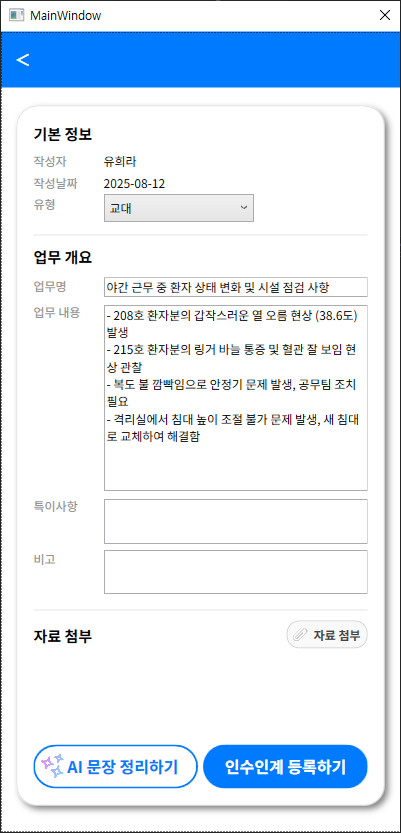 MainWindow
<
기본 정보
작성자 유희라
작성날짜 2025-08-12
유형 교대
업무 개요
업무명 야간 근무 중 환자 상태 변화 및 시설 점검 사항
업무 내용 - 208호 환자분의 갑작스러운 열 오름 현상 (38.6도)
발생
- 215호 환자분의 링거 바늘 통증 및 혈관 잘 보임 현
상 관찰
- 복도 불 깜빡임으로 안정기 문제 발생, 공무팀 조치
필요
- 격리실에서 침대 높이 조절 불가 문제 발생, 새 침대
로 교체하여 해결함
특이사항
비고
자료 첨부 자료 첨부
AI 문장 정리하기 인수인계 등록하기